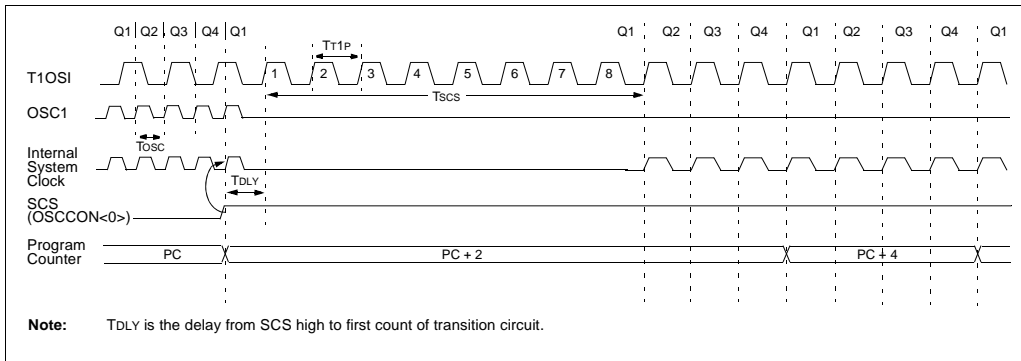 Q1 Q2 Q3 Q4 Q1 Q1 Q2 Q3 Q4 Q1 Q2 Q3 Q4 Q1
TT1P
T1OSI
1 2 3 4 5 6 7 8
TSCS
OSC1
TOSC
Internal
System
Clock
TDLY
SCS
(OSCCON<0>)
Program
Counter
PC PC + 2 PC + 4
Note: TDLY is the delay from SCS high to first count of transition circuit.